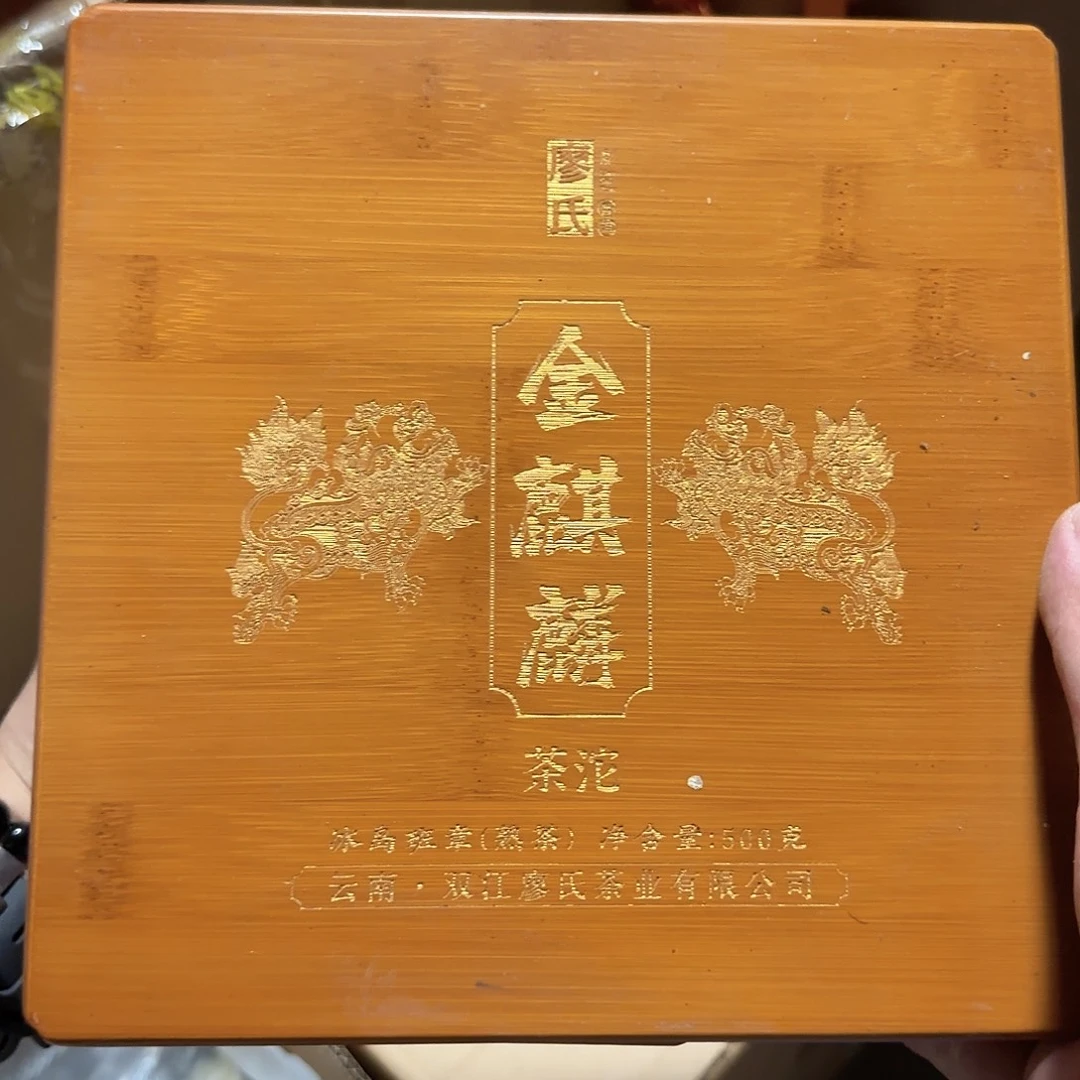 廖氏
金麒麟
茶沱
冰岛班章(熟茶) 净含量:500克
云南·双江廖氏茶业有限公司